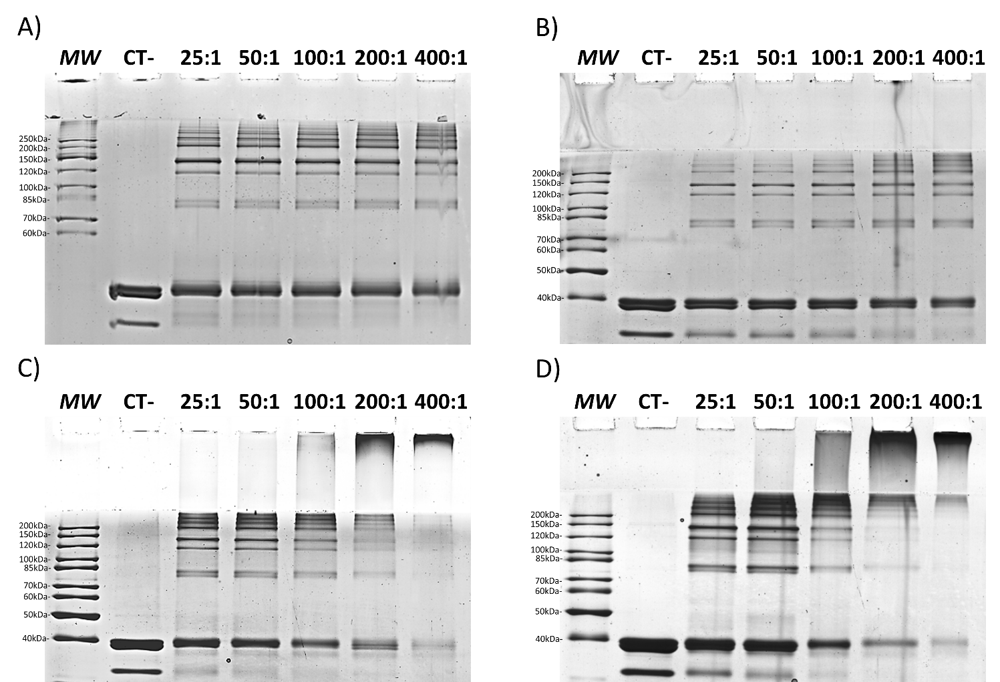 A)
MW CT- 25:1 50:1 100:1 200:1 400:1
250kDa-
200kDa-
150kDa-
120kDa-
100kDa-
85kDa-
70kDa-
60kDa-
B)
MW CT- 25:1 50:1 100:1 200:1 400:1
200kDa-
150kDa-
120kDa-
100kDa-
85kDa-
70kDa-
60kDa-
50kDa-
40kDa-
C)
MW CT- 25:1 50:1 100:1 200:1 400:1
200kDa-
150kDa-
120kDa-
100kDa-
85kDa-
70kDa-
60kDa-
50kDa-
40kDa-
D)
MW CT- 25:1 50:1 100:1 200:1 400:1
200kDa-
150kDa-
120kDa-
100kDa-
85kDa-
70kDa-
60kDa-
50kDa-
40kDa-